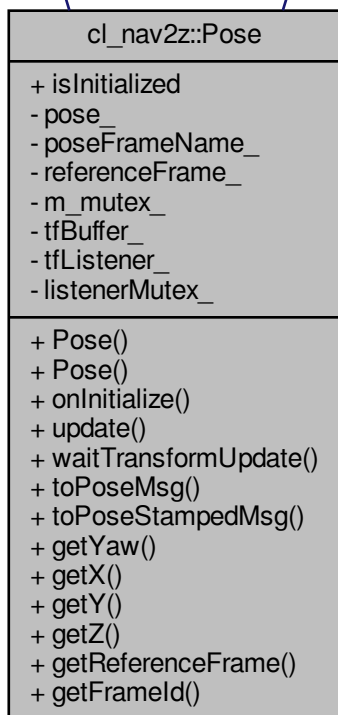 cl_nav2z::Pose
+ isInitialized
- pose_
- poseFrameName_
- referenceFrame_
- m_mutex_
- tfBuffer_
- tfListener_
- listenerMutex_
+ Pose()
+ Pose()
+ onInitialize()
+ update()
+ waitTransformUpdate()
+ toPoseMsg()
+ toPoseStampedMsg()
+ getYaw()
+ getX()
+ getY()
+ getZ()
+ getReferenceFrame()
+ getFrameId()